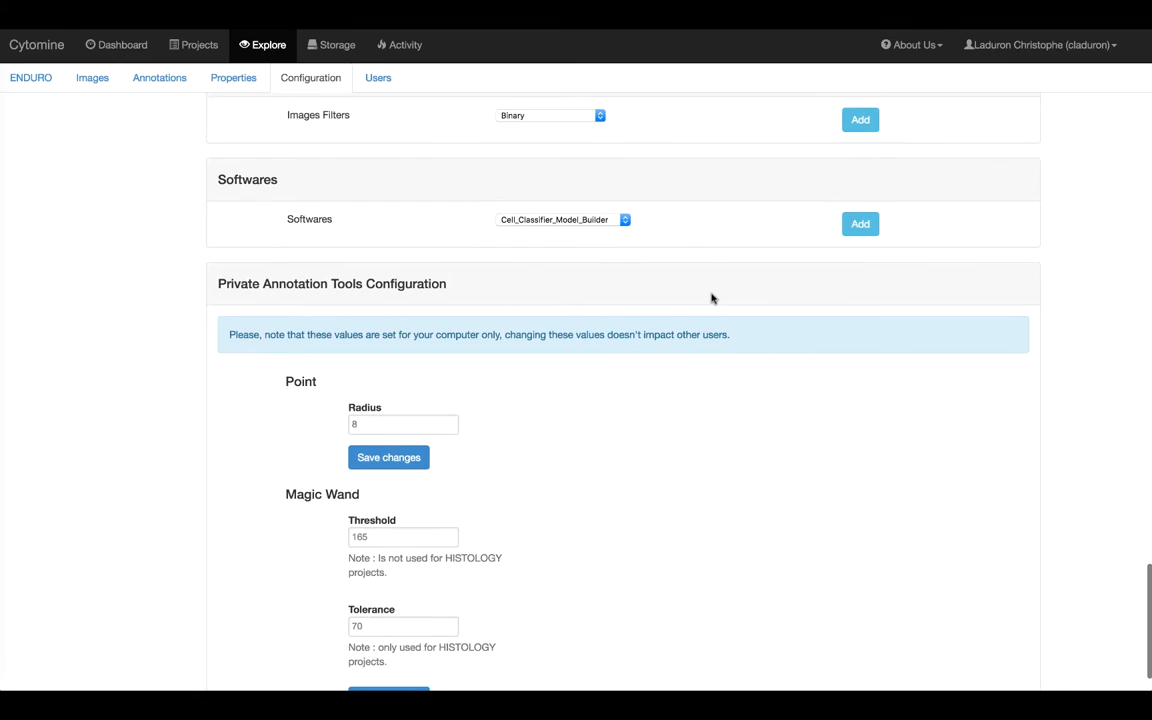 Cytomine Dashboard Projects Explore Storage Activity About Us Laduron Christophe (claduron)
ENDURO Images Annotations Properties Configuration Users
Images Filters Binary Add
Softwares
Softwares Cell_Classifier_Model_Builder Add
Private Annotation Tools Configuration
Please, note that these values are set for your computer only, changing these values doesn't impact other users.
Point
Radius
8
Save changes
Magic Wand
Threshold
165
Note : Is not used for HISTOLOGY
projects.
Tolerance
70
Note : only used for HISTOLOGY
projects.